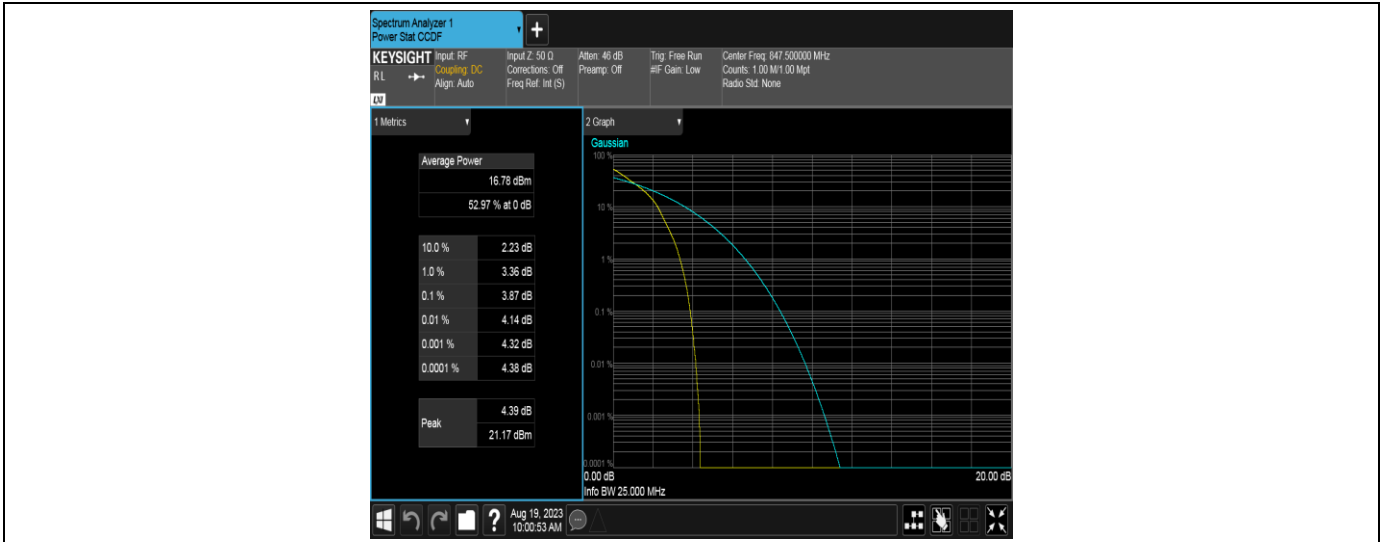 Spectrum Analyzer 1
Power Stat CCDF
+
KEYSIGHT
RL
LXI
Input: RF
Coupling: DC
Align: Auto
Input Z: 50 Ω
Corrections: Off
Freq Ref: Int (S)
Atten: 46 dB
Preamp: Off
Trig: Free Run
#IF Gain: Low
Center Freq: 847.500000 MHz
Counts: 1.00 M/1.00 Mpt
Radio Std: None
1 Metrics
Average Power
16.78 dBm
52.97 % at 0 dB
10.0 % 2.23 dB
1.0 % 3.36 dB
0.1 % 3.87 dB
0.01 % 4.14 dB
0.001 % 4.32 dB
0.0001 % 4.38 dB
Peak
4.39 dB
21.17 dBm
2 Graph
Gaussian
100 %
10 %
1 %
0.1 %
0.01 %
0.001 %
0.0001 %
0.00 dB 20.00 dB
Info BW 25.000 MHz
?
Aug 19, 2023
10:00:53 AM